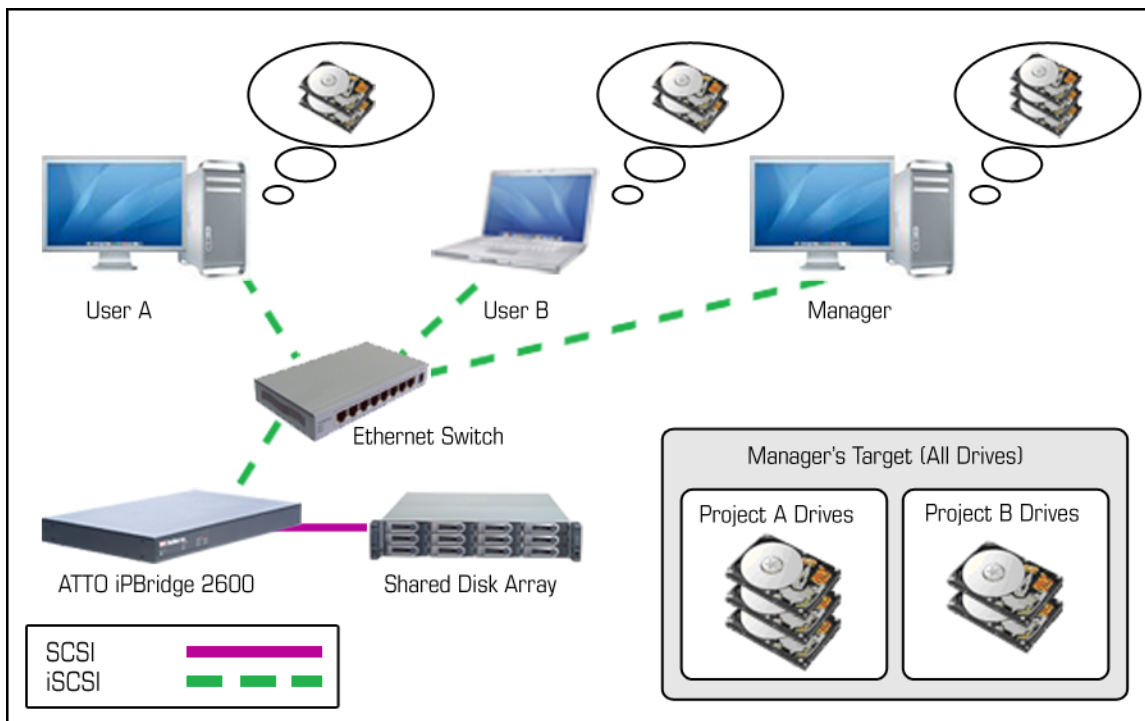 User A
User B
Manager
Ethernet Switch
Manager's Target (All Drives)
Project A Drives
Project B Drives
ATTO iPBridge 2600
Shared Disk Array
SCSI
iSCSI